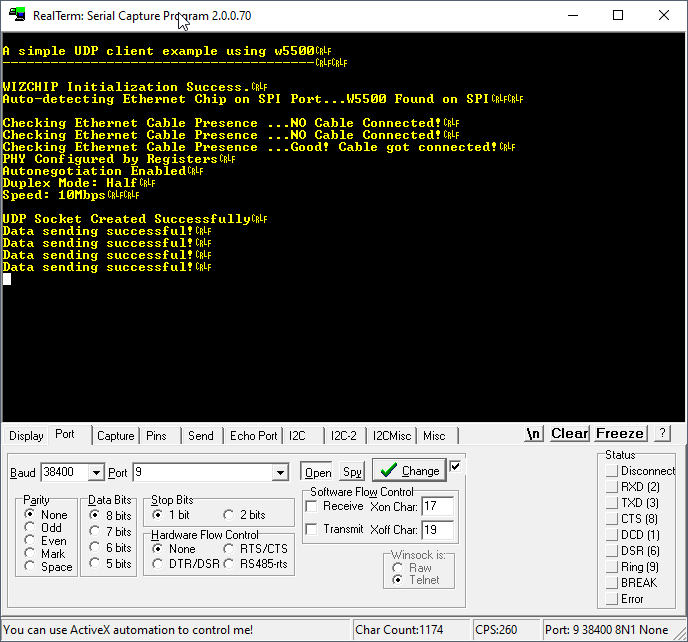 RealTerm: Serial Capture Program 2.0.0.70
A simple UDP client example using w5500CRLF
----------------------------------------CRLFCRLF
WIZCHIP Initialization Success.CRLF
Auto-detecting Ethernet Chip on SPI Port...W5500 Found on SPICRLFCRLF
Checking Ethernet Cable Presence ...NO Cable Connected!CRLF
Checking Ethernet Cable Presence ...NO Cable Connected!CRLF
Checking Ethernet Cable Presence ...Good! Cable got connected!CRLF
PHY Configured by RegistersCRLF
Autonegotiation EnabledCRLF
Duplex Mode: HalfCRLF
Speed: 10MbpsCRLFCRLF
UDP Socket Created SuccessfullyCRLF
Data sending successful!CRLF
Data sending successful!CRLF
Data sending successful!CRLF
Data sending successful!CRLF
Display Port Capture Pins Send Echo Port I2C I2C-2 I2CMisc Misc \n Clear Freeze ?
Baud 38400 Port 9 Open Spy Change
Parity
None
Odd
Even
Mark
Space
Data Bits
8 bits
7 bits
6 bits
5 bits
Stop Bits
1 bit 2 bits
Hardware Flow Control
None RTS/CTS
DTR/DSR RS485-rts
Software Flow Control
Receive Xon Char: 17
Transmit Xoff Char: 19
Winsock is:
Raw
Telnet
Status
Disconnect
RXD (2)
TXD (3)
CTS (8)
DCD (1)
DSR (6)
Ring (9)
BREAK
Error
You can use ActiveX automation to control me! Char Count:1174 CPS:260 Port: 9 38400 8N1 None